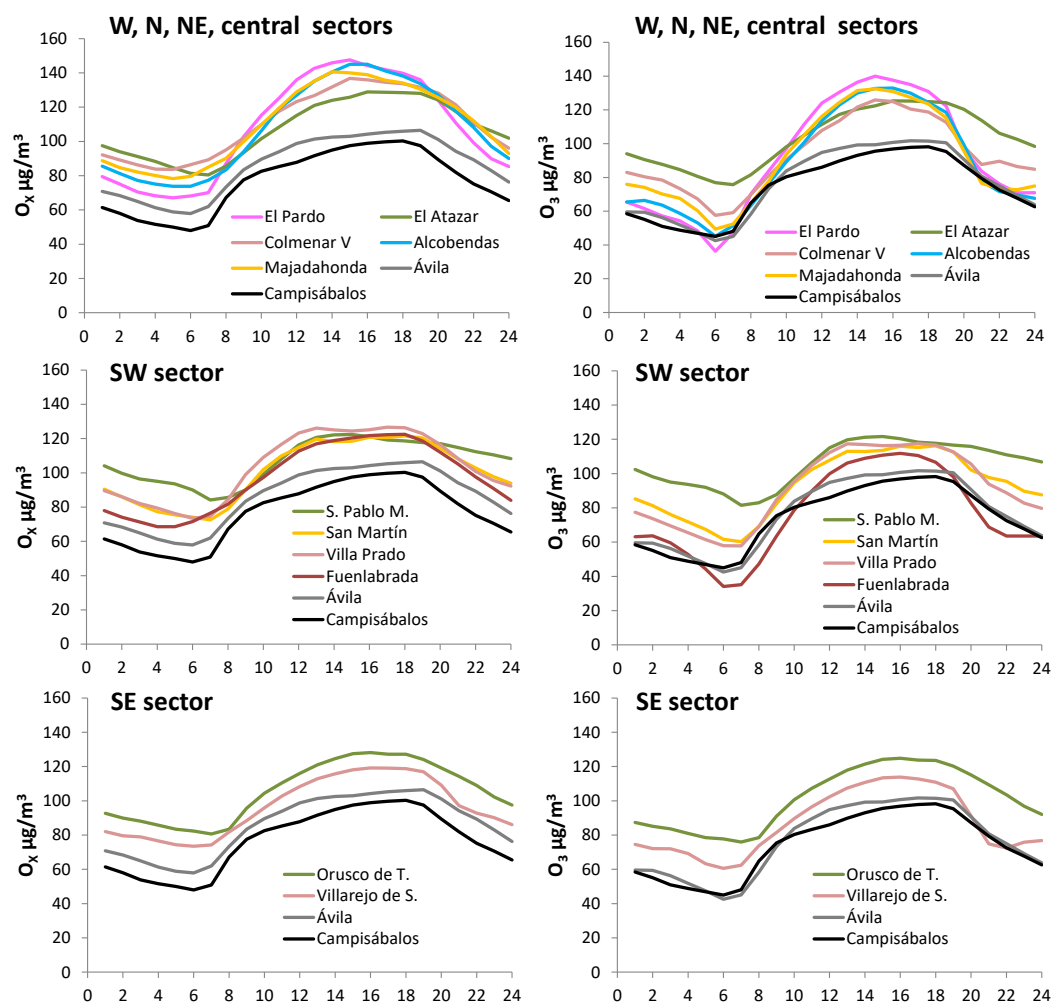 W, N, NE, central sectors
Oₓ µg/m³
160
140
120
100
80
60
40
20
0
El Pardo
El Atazar
Colmenar V
Alcobendas
Majadahonda
Ávila
Campisábalos
0 2 4 6 8 10 12 14 16 18 20 22 24
W, N, NE, central sectors
O₃ µg/m³
160
140
120
100
80
60
40
20
0
El Pardo
El Atazar
Colmenar V
Alcobendas
Majadahonda
Ávila
Campisábalos
0 2 4 6 8 10 12 14 16 18 20 22 24
SW sector
Oₓ µg/m³
160
140
120
100
80
60
40
20
0
S. Pablo M.
San Martín
Villa Prado
Fuenlabrada
Ávila
Campisábalos
0 2 4 6 8 10 12 14 16 18 20 22 24
SW sector
O₃ µg/m³
160
140
120
100
80
60
40
20
0
S. Pablo M.
San Martín
Villa Prado
Fuenlabrada
Ávila
Campisábalos
0 2 4 6 8 10 12 14 16 18 20 22 24
SE sector
Oₓ µg/m³
160
140
120
100
80
60
40
20
0
Orusco de T.
Villarejo de S.
Ávila
Campisábalos
0 2 4 6 8 10 12 14 16 18 20 22 24
SE sector
O₃ µg/m³
160
140
120
100
80
60
40
20
0
Orusco de T.
Villarejo de S.
Ávila
Campisábalos
0 2 4 6 8 10 12 14 16 18 20 22 24